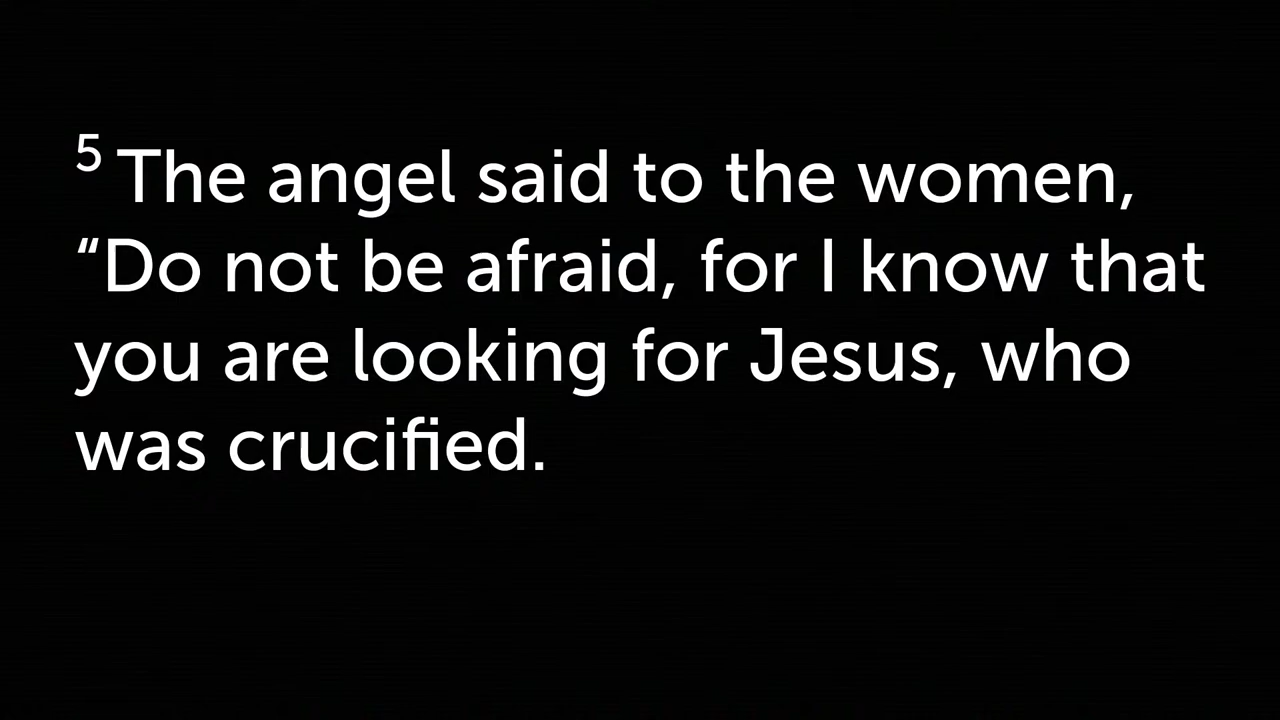 5 The angel said to the women,
“Do not be afraid, for I know that
you are looking for Jesus, who
was crucified.